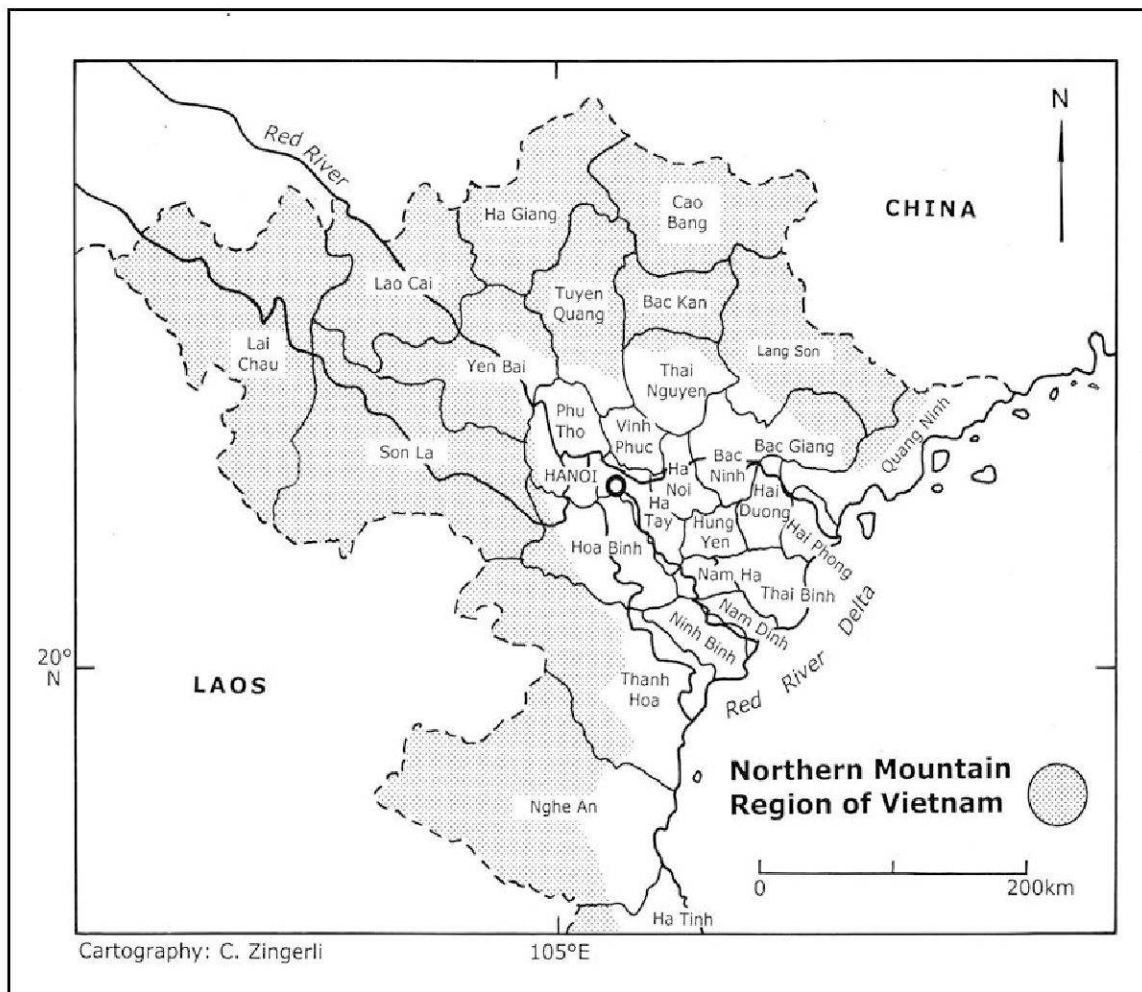 N
Red River
Ha Giang
Cao
Bang
CHINA
Lao Cai
Tuyen
Quang
Bac Kan
Lai
Chau
Yen Bai
Lang Son
Thai
Nguyen
Phu
Tho
Vinh
Phuc
Bac Giang
Quang Ninh
Son La
Bac
Ninh
HANOI
Ha
Noi
Hai
Duong
Ha
Tay
Hung
Yen
Hai Phong
Hoa Binh
Nam Ha
Thai Binh
Nam Dinh
Ninh Binh
Red River Delta
20°
N
LAOS
Thanh
Hoa
Northern Mountain
Region of Vietnam
Nghe An
0 200km
Ha Tinh
Cartography: C. Zingerli
105°E